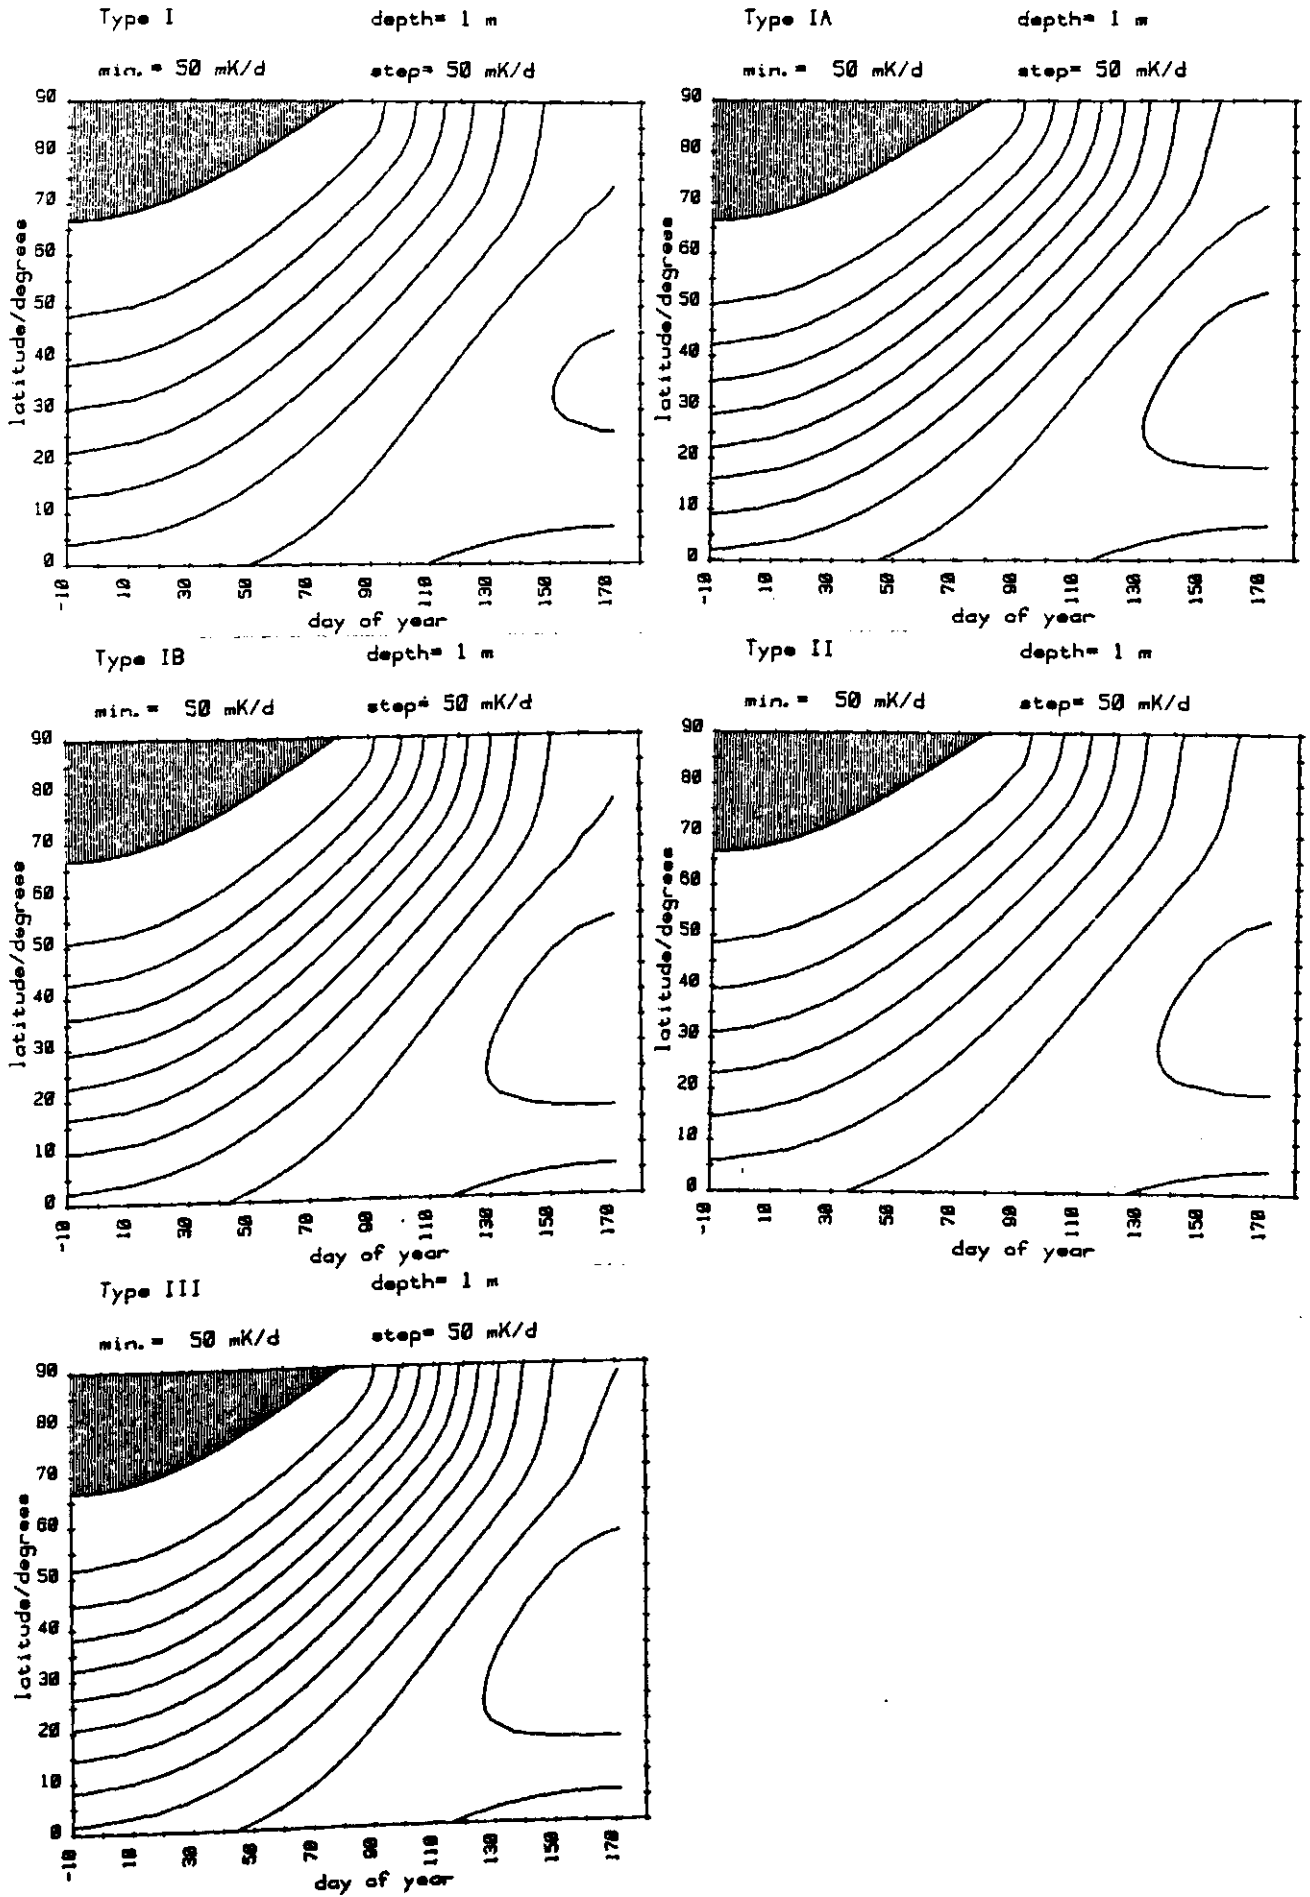 Type I depth= 1 m
min. = 50 mK/d step= 50 mK/d
90
80
70
60
50
40
30
20
10
0
latitude/degrees
-10 10 30 50 70 90 110 130 150 170
day of year
Type IA depth= 1 m
min. = 50 mK/d step= 50 mK/d
90
80
70
60
50
40
30
20
10
0
latitude/degrees
-10 10 30 50 70 90 110 130 150 170
day of year
Type IB depth= 1 m
min. = 50 mK/d step= 50 mK/d
90
80
70
60
50
40
30
20
10
0
latitude/degrees
-10 10 30 50 70 90 110 130 150 170
day of year
Type II depth= 1 m
min. = 50 mK/d step= 50 mK/d
90
80
70
60
50
40
30
20
10
0
latitude/degrees
-10 10 30 50 70 90 110 130 150 170
day of year
Type III depth= 1 m
min. = 50 mK/d step= 50 mK/d
90
80
70
60
50
40
30
20
10
0
latitude/degrees
-10 10 30 50 70 90 110 130 150 170
day of year